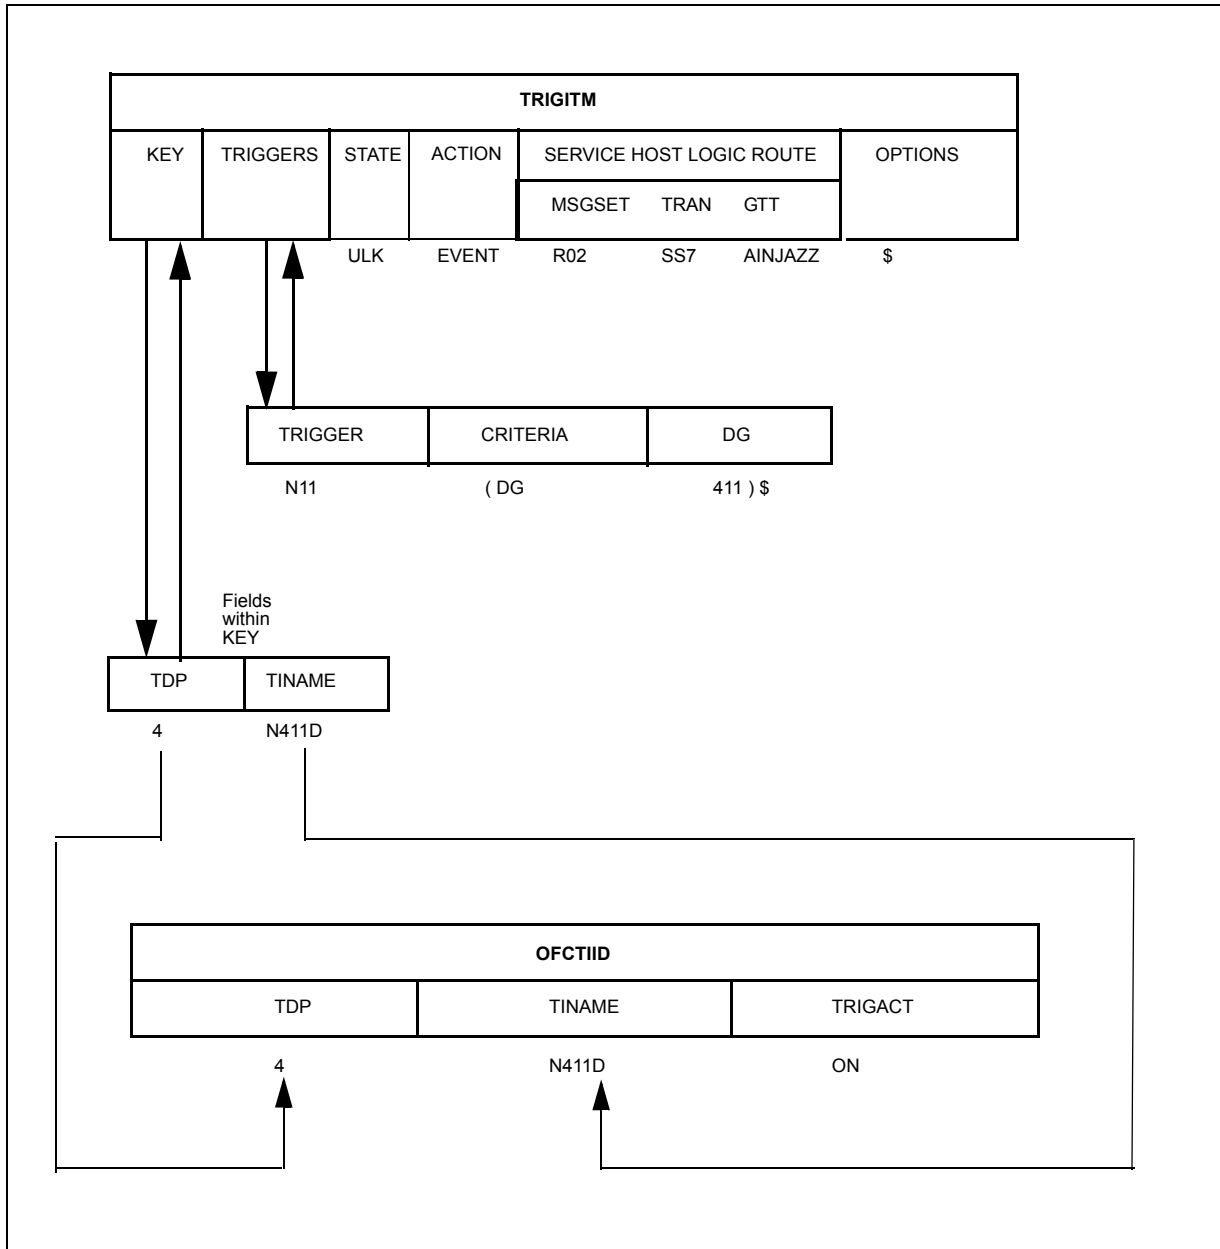 TRIGITM
KEY TRIGGERS STATE ACTION SERVICE HOST LOGIC ROUTE OPTIONS
MSGSET TRAN GTT
ULK EVENT R02 SS7 AINJAZZ $
TRIGGER CRITERIA DG
N11 ( DG 411 ) $
Fields
within
KEY
TDP TINAME
4 N411D
OFCTIID
TDP TINAME TRIGACT
4 N411D ON